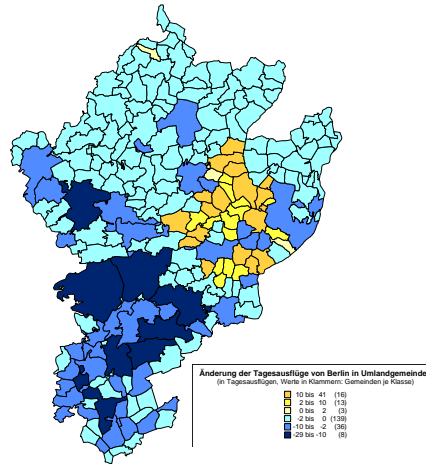 Änderung der Tagesausflüge von Berlin in Umlandgemeinde
(in Tagesausflügen, Werte in Klammern: Gemeinden je Klasse)
10 bis 41 (16)
2 bis 10 (13)
0 bis 2 (3)
-2 bis 0 (139)
-10 bis -2 (36)
-29 bis -10 (8)